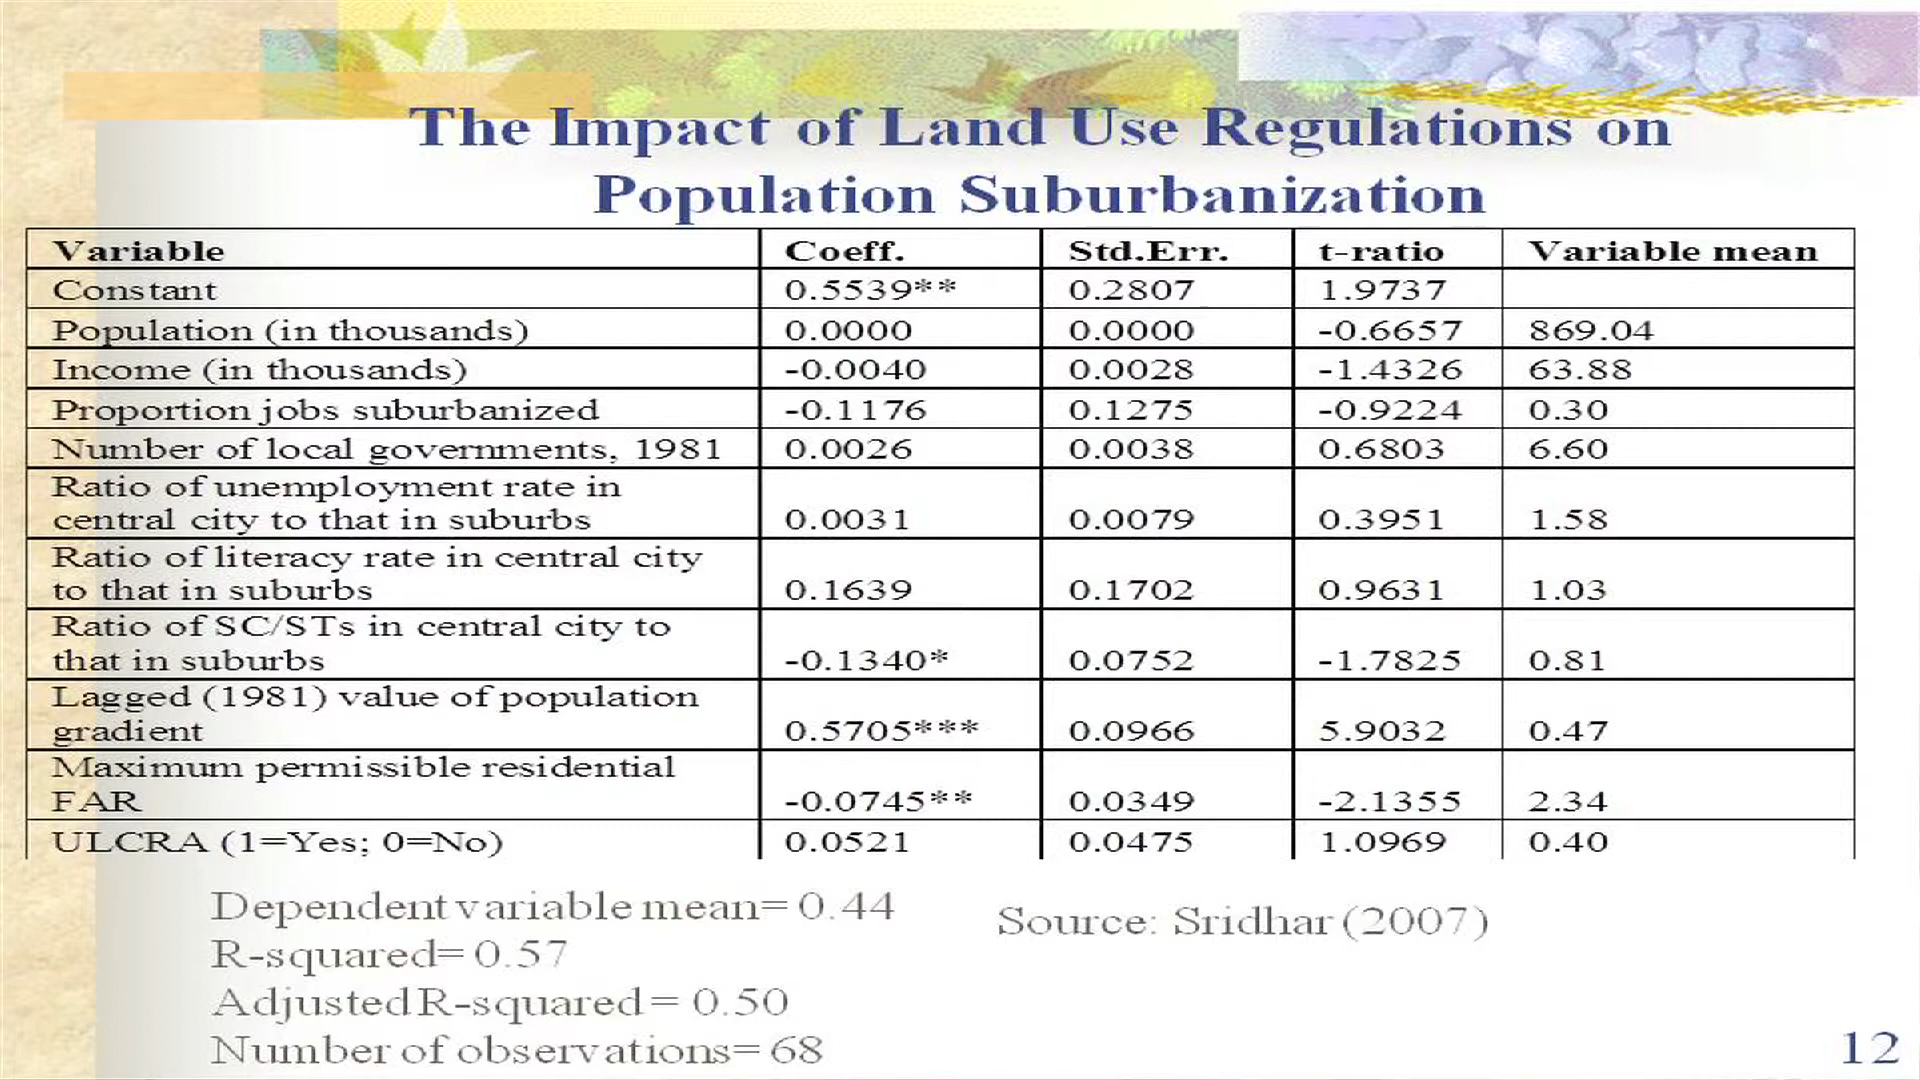 The Impact of Land Use Regulations on
Population Suburbanization
Variable Coeff. Std.Err. t-ratio Variable mean
Constant 0.5539** 0.2807 1.9737
Population (in thousands) 0.0000 0.0000 -0.6657 869.04
Income (in thousands) -0.0040 0.0028 -1.4326 63.88
Proportion jobs suburbanized -0.1176 0.1275 -0.9224 0.30
Number of local governments, 1981 0.0026 0.0038 0.6803 6.60
Ratio of unemployment rate in
central city to that in suburbs 0.0031 0.0079 0.3951 1.58
Ratio of literacy rate in central city
to that in suburbs 0.1639 0.1702 0.9631 1.03
Ratio of SC/STs in central city to
that in suburbs -0.1340* 0.0752 -1.7825 0.81
Lagged (1981) value of population
gradient 0.5705*** 0.0966 5.9032 0.47
Maximum permissible residential
FAR -0.0745** 0.0349 -2.1355 2.34
ULCRA (1=Yes; 0=No) 0.0521 0.0475 1.0969 0.40
Dependent variable mean= 0.44
R-squared= 0.57
Adjusted R-squared= 0.50
Number of observations= 68
Source: Sridhar (2007)
12